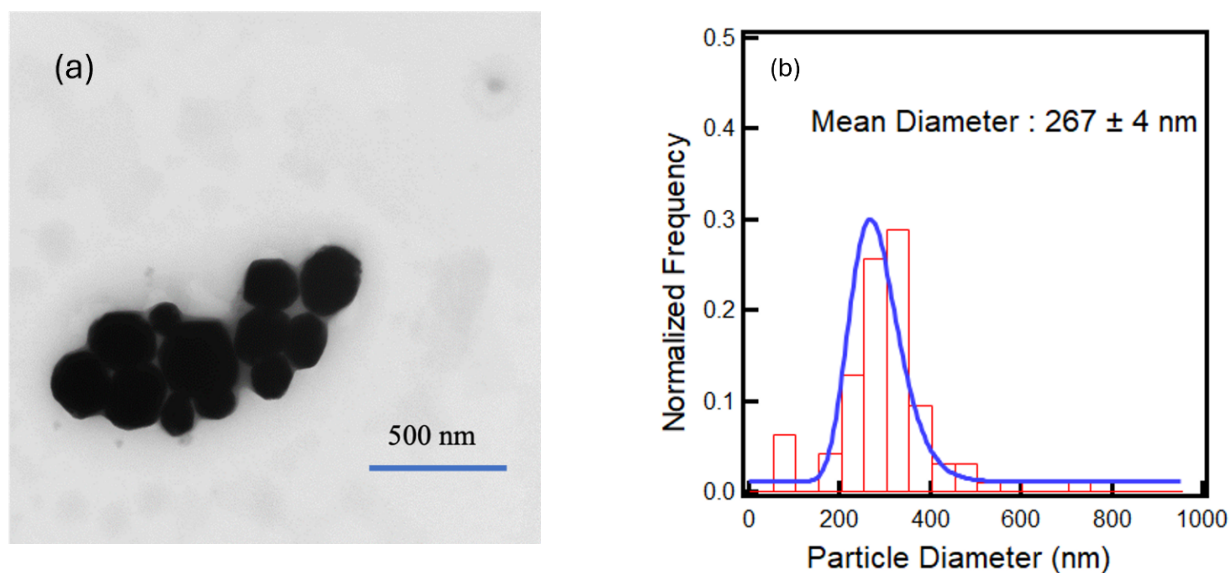 (a)
500 nm
(b)
Mean Diameter : 267 ± 4 nm
Normalized Frequency
0.5
0.4
0.3
0.2
0.1
0.0
0 200 400 600 800 1000
Particle Diameter (nm)